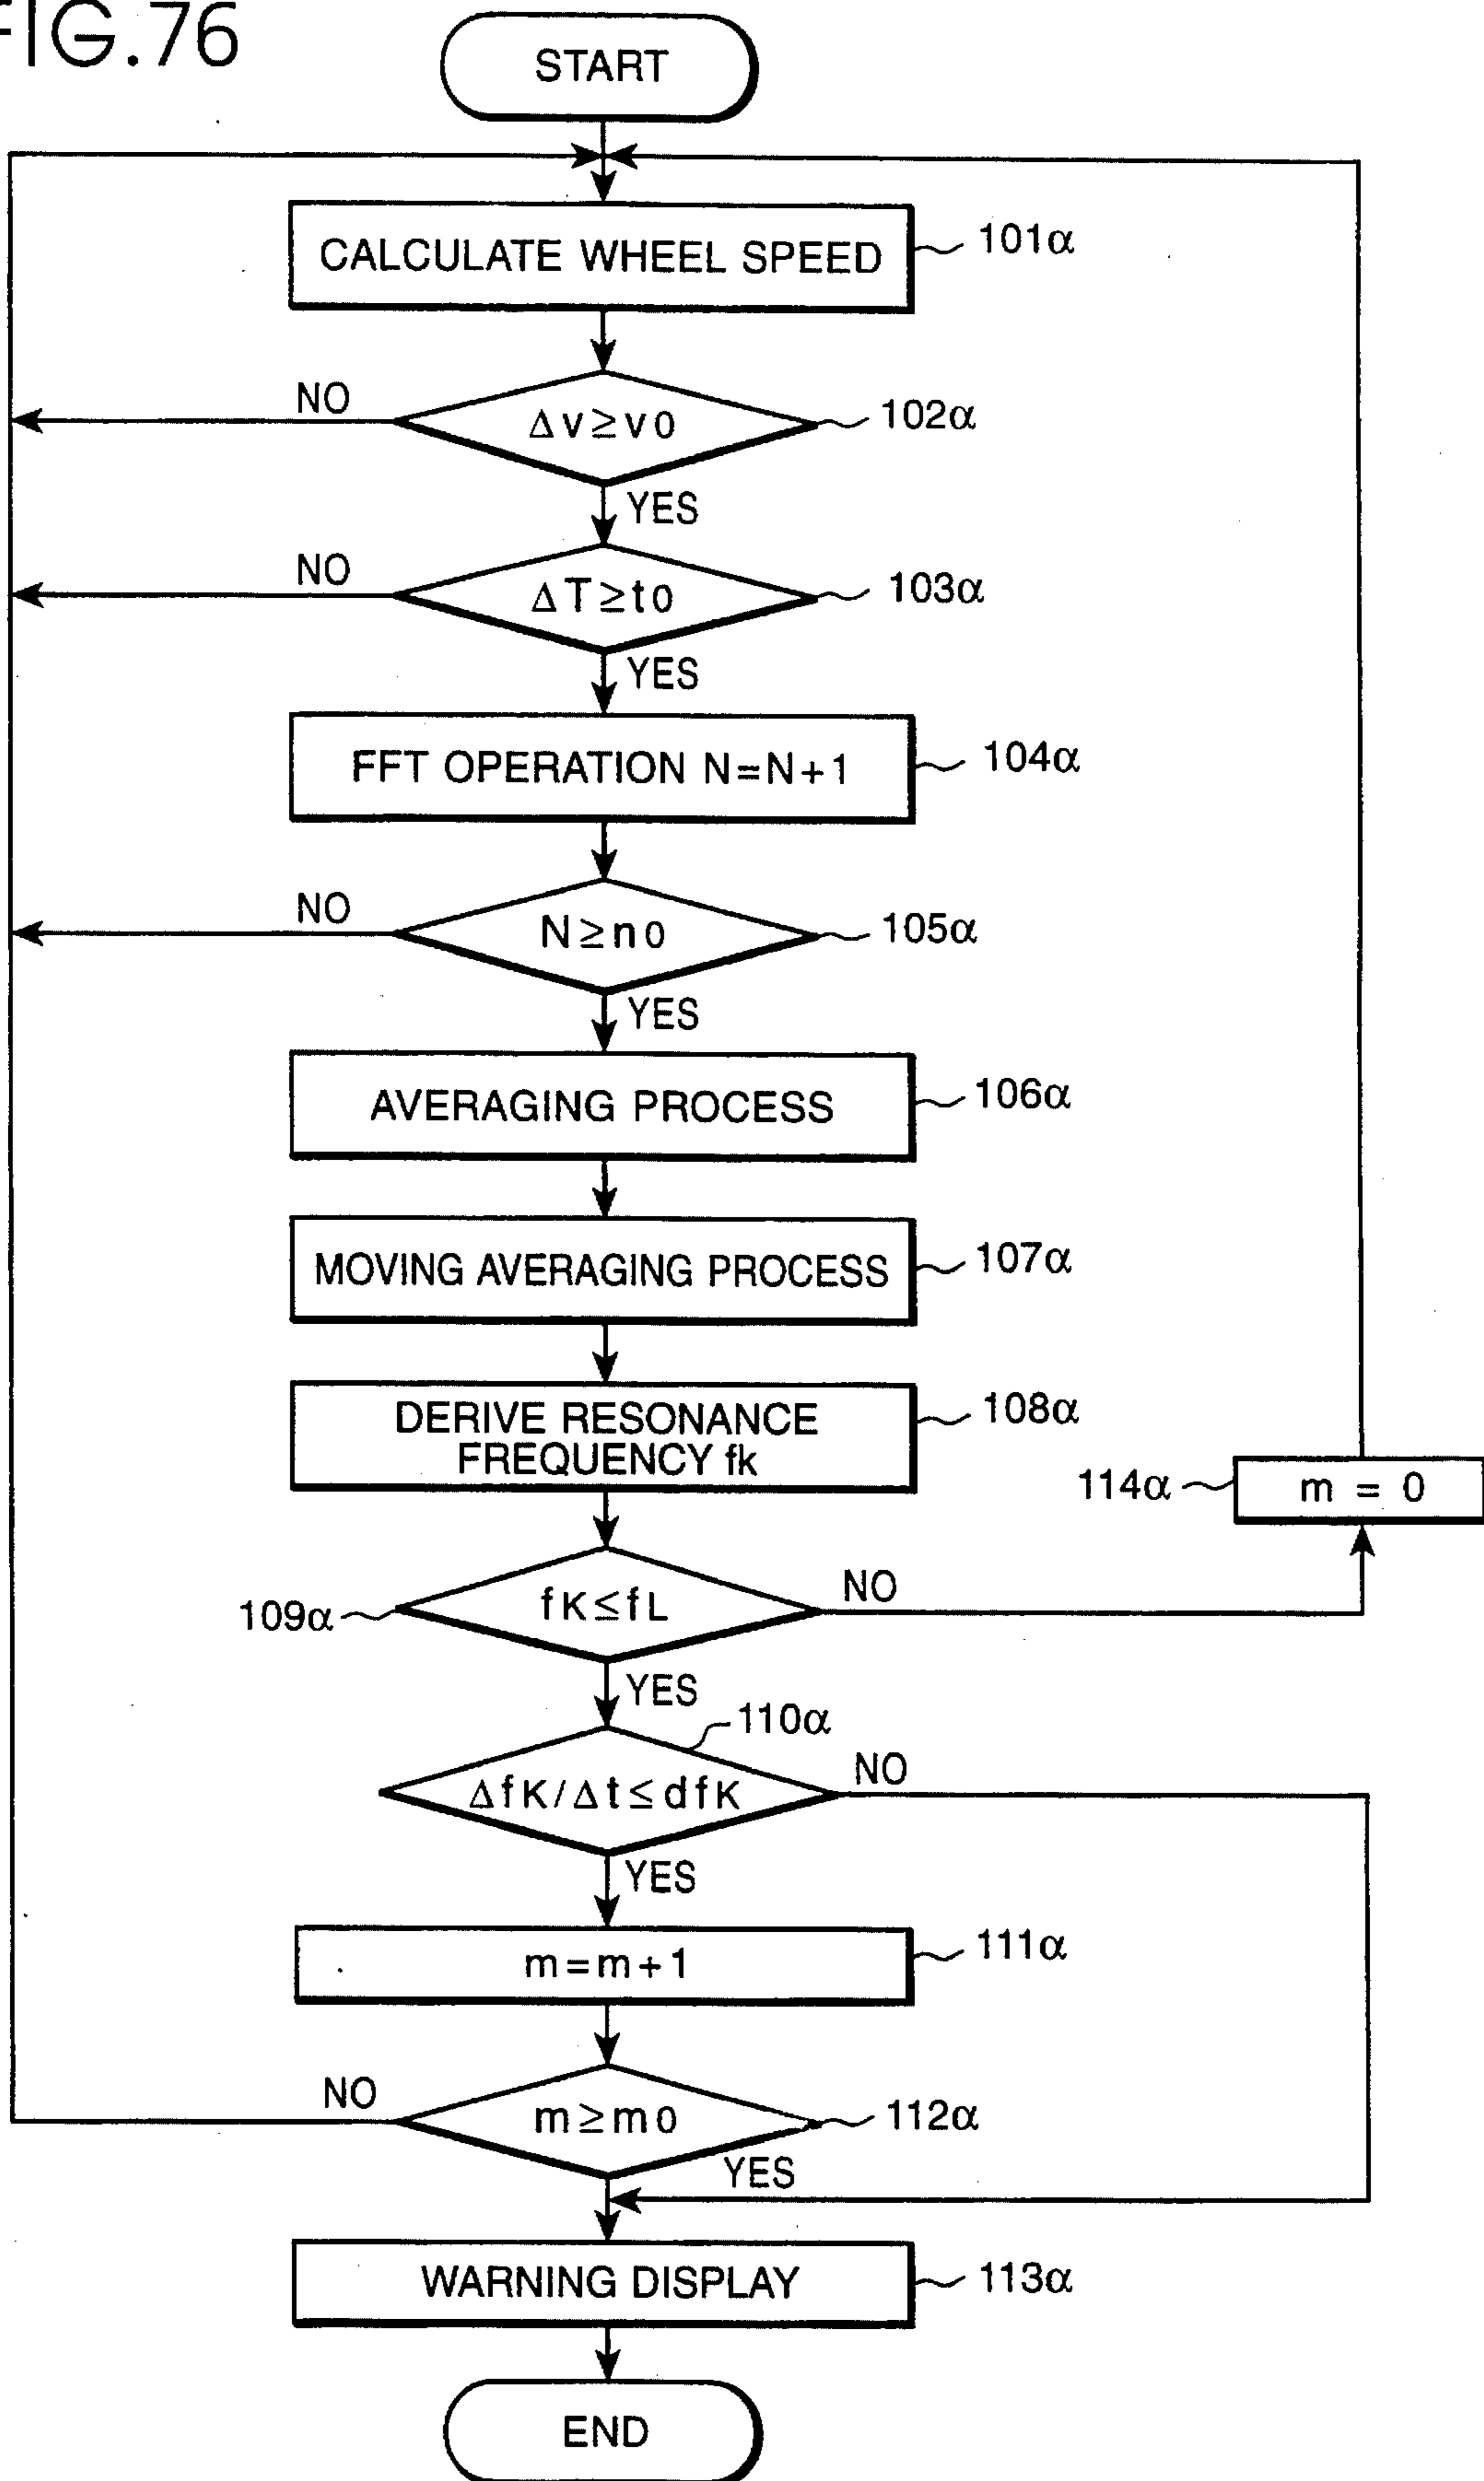 FIG.76
START
CALCULATE WHEEL SPEED
101α
NO
Δv≥v0
102α
YES
NO
ΔT≥t0
103α
YES
FFT OPERATION N=N+1
104α
NO
N≥n0
105α
YES
AVERAGING PROCESS
106α
MOVING AVERAGING PROCESS
107α
DERIVE RESONANCE
FREQUENCY fk
108α
114α
m = 0
109α
fK≤fL
NO
YES
110α
ΔfK/Δt≤dfK
NO
YES
m=m+1
111α
NO
m≥m0
112α
YES
WARNING DISPLAY
113α
END